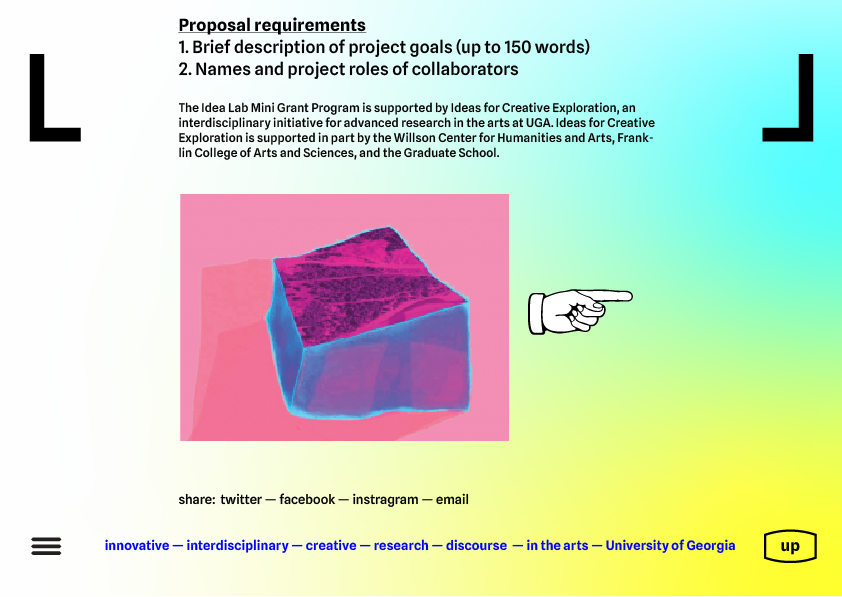 Proposal requirements
1. Brief description of project goals (up to 150 words)
2. Names and project roles of collaborators
The Idea Lab Mini Grant Program is supported by Ideas for Creative Exploration, an
interdisciplinary initiative for advanced research in the arts at UGA. Ideas for Creative
Exploration is supported in part by the Willson Center for Humanities and Arts, Frank-
lin College of Arts and Sciences, and the Graduate School.
share: twitter — facebook — instragram — email
innovative — interdisciplinary — creative — research — discourse — in the arts — University of Georgia
up